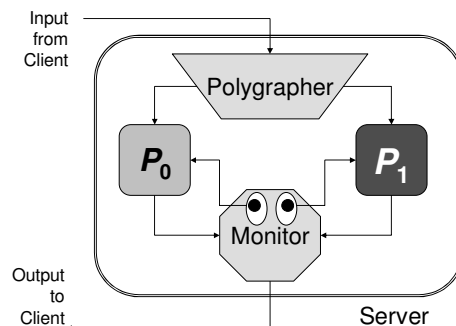 Input
from
Client
Polygrapher
P0
P1
Monitor
Output
to
Client
Server